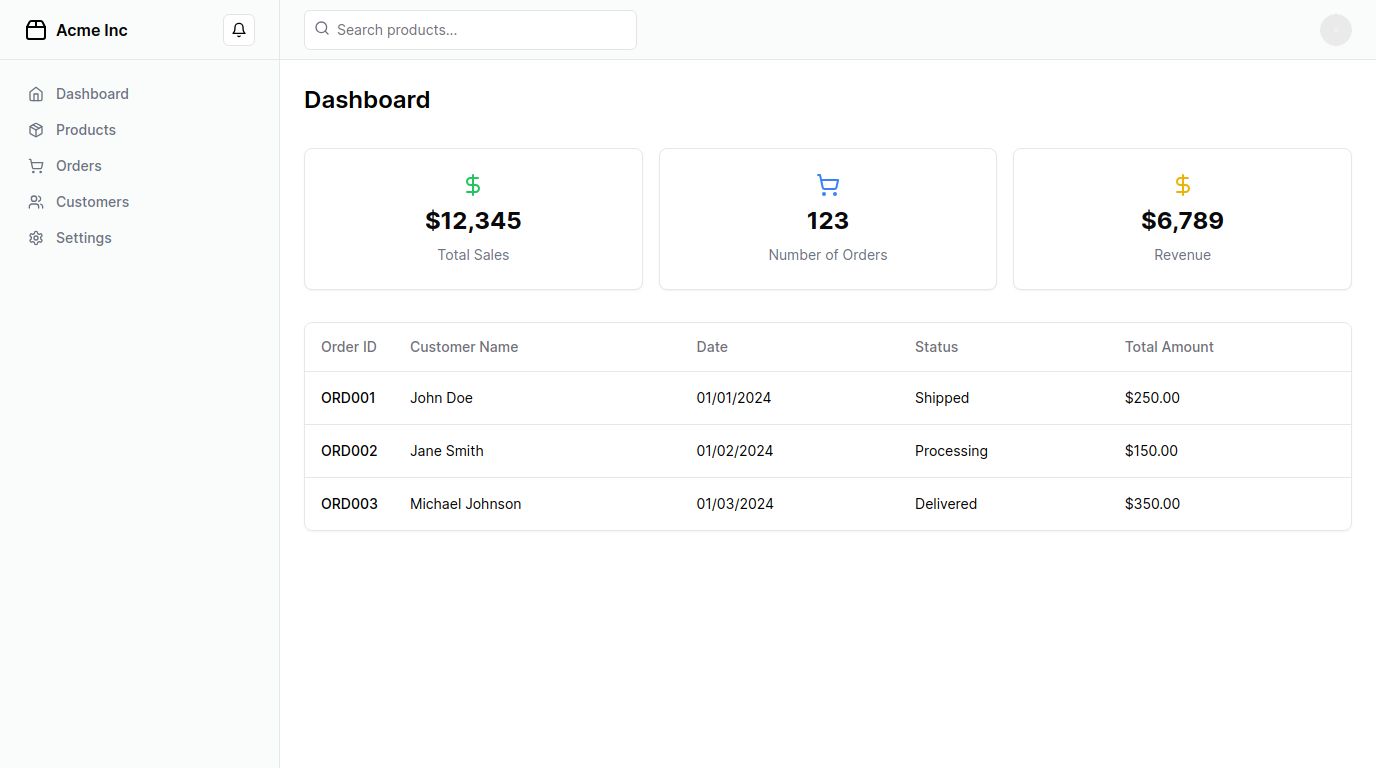 Acme Inc
Search products...
Dashboard
Products
Orders
Customers
Settings
Dashboard
$12,345
Total Sales
123
Number of Orders
$6,789
Revenue
Order ID Customer Name Date Status Total Amount
ORD001 John Doe 01/01/2024 Shipped $250.00
ORD002 Jane Smith 01/02/2024 Processing $150.00
ORD003 Michael Johnson 01/03/2024 Delivered $350.00